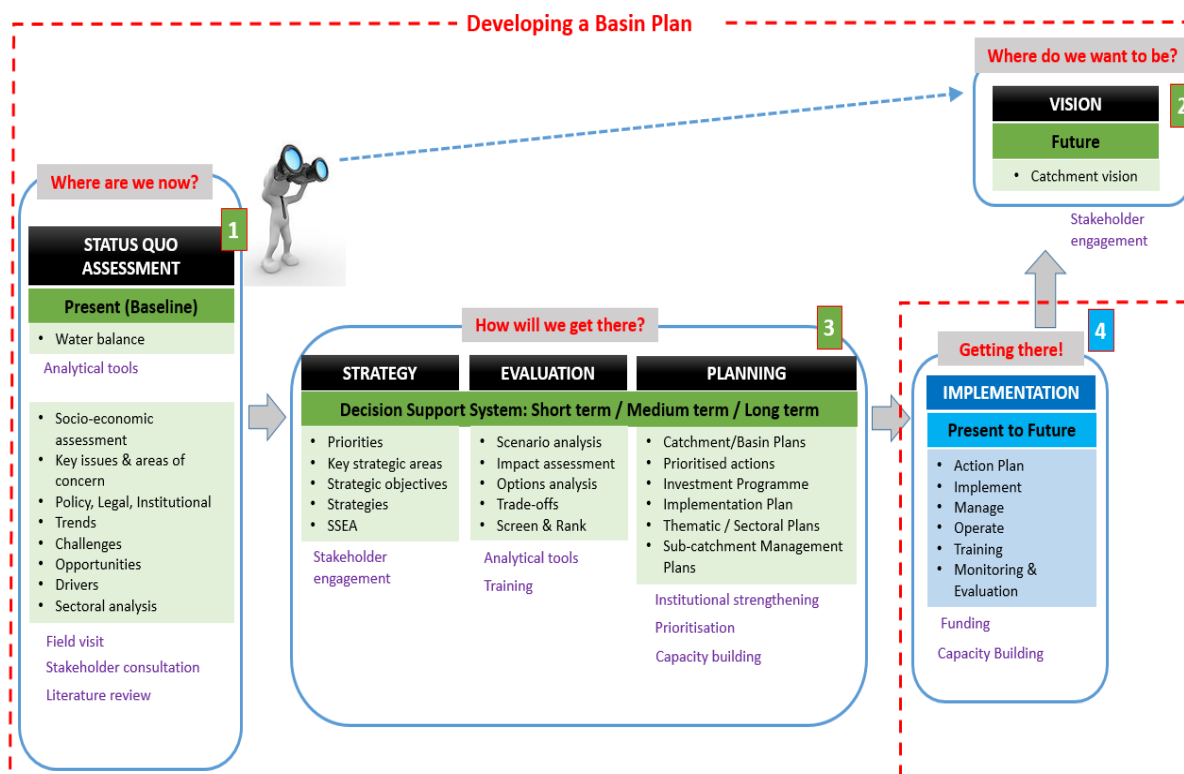 Developing a Basin Plan
Where do we want to be?
VISION
2
Future
• Catchment vision
Stakeholder
engagement
Where are we now?
1
STATUS QUO
ASSESSMENT
Present (Baseline)
• Water balance
Analytical tools
• Socio-economic
assessment
• Key issues & areas of
concern
• Policy, Legal, Institutional
• Trends
• Challenges
• Opportunities
• Drivers
• Sectoral analysis
Field visit
Stakeholder consultation
Literature review
How will we get there?
3
STRATEGY
EVALUATION
PLANNING
Decision Support System: Short term / Medium term / Long term
• Priorities
• Key strategic areas
• Strategic objectives
• Strategies
• SSEA
Stakeholder
engagement
• Scenario analysis
• Impact assessment
• Options analysis
• Trade-offs
• Screen & Rank
Analytical tools
Training
• Catchment/Basin Plans
• Prioritised actions
• Investment Programme
• Implementation Plan
• Thematic / Sectoral Plans
• Sub-catchment Management
Plans
Institutional strengthening
Prioritisation
Capacity building
4
Getting there!
IMPLEMENTATION
Present to Future
• Action Plan
• Implement
• Manage
• Operate
• Training
• Monitoring &
Evaluation
Funding
Capacity Building